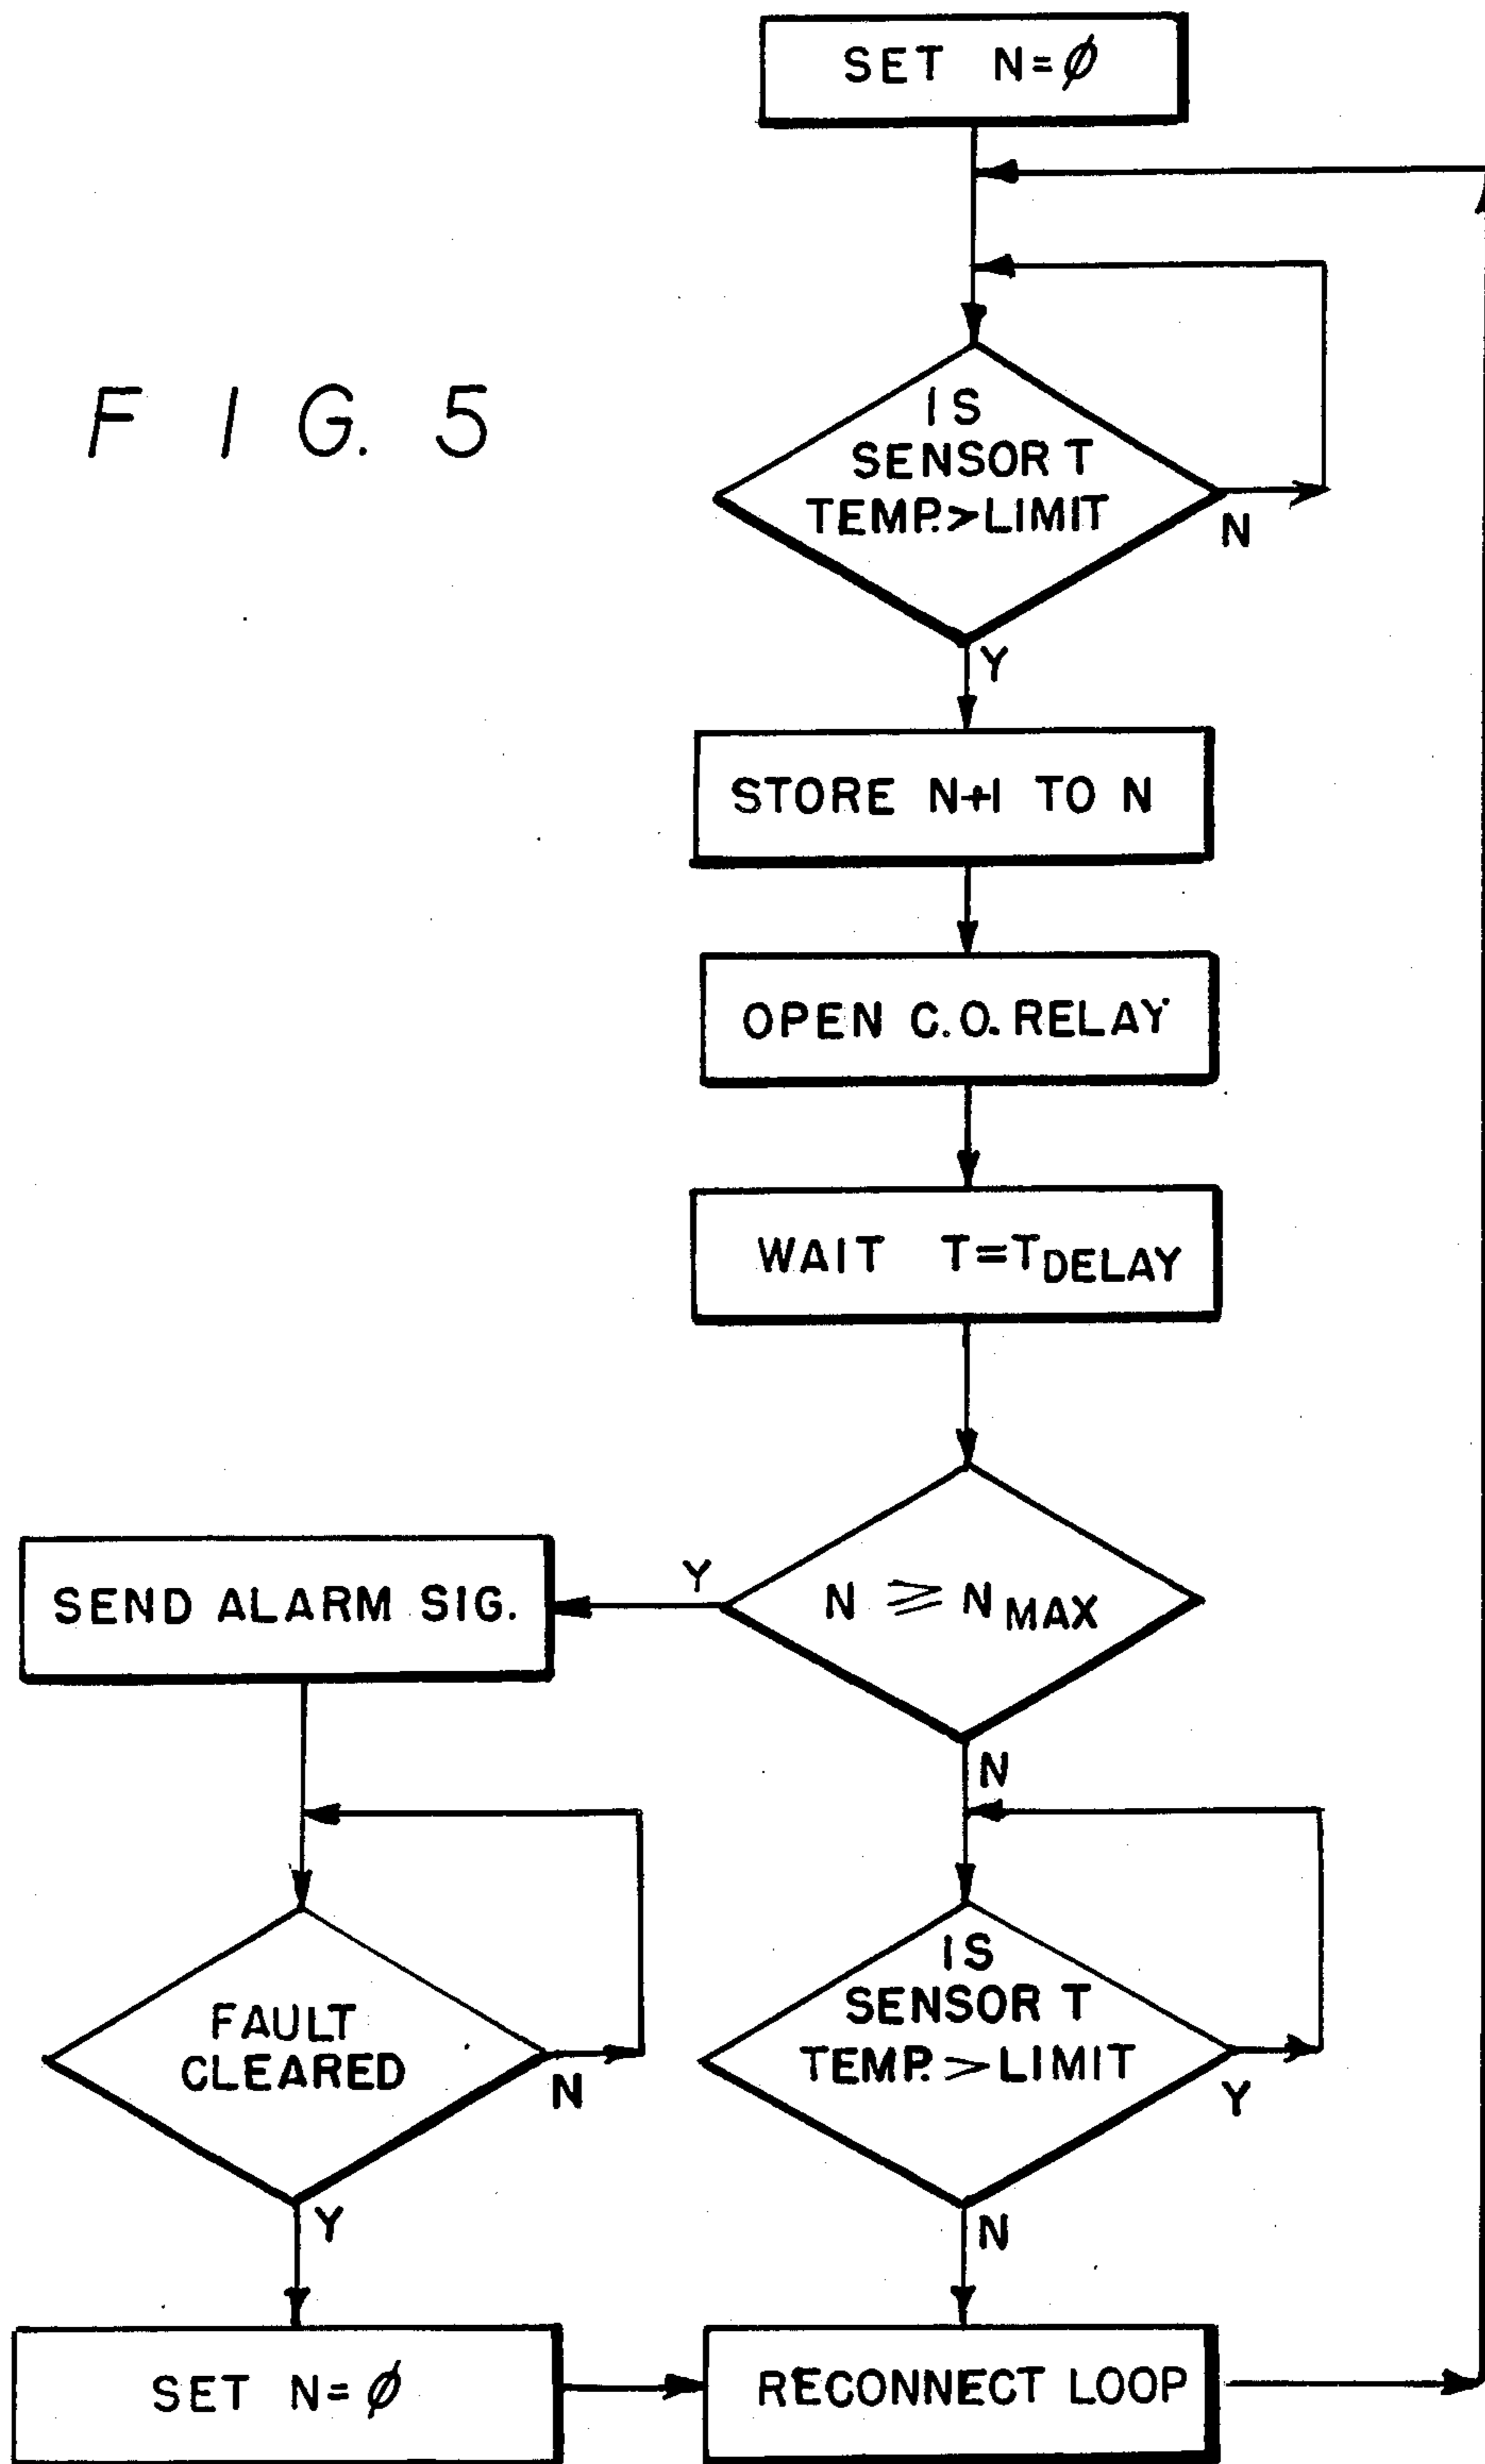 SET N=ϕ
F I G. 5
IS
SENSOR T
TEMP.>LIMIT
N
Y
STORE N+1 TO N
OPEN C.O. RELAY
WAIT T=TDELAY
N ⩾ NMAX
Y
SEND ALARM SIG.
N
IS
SENSOR T
TEMP.>LIMIT
Y
N
FAULT
CLEARED
N
Y
SET N=ϕ
RECONNECT LOOP